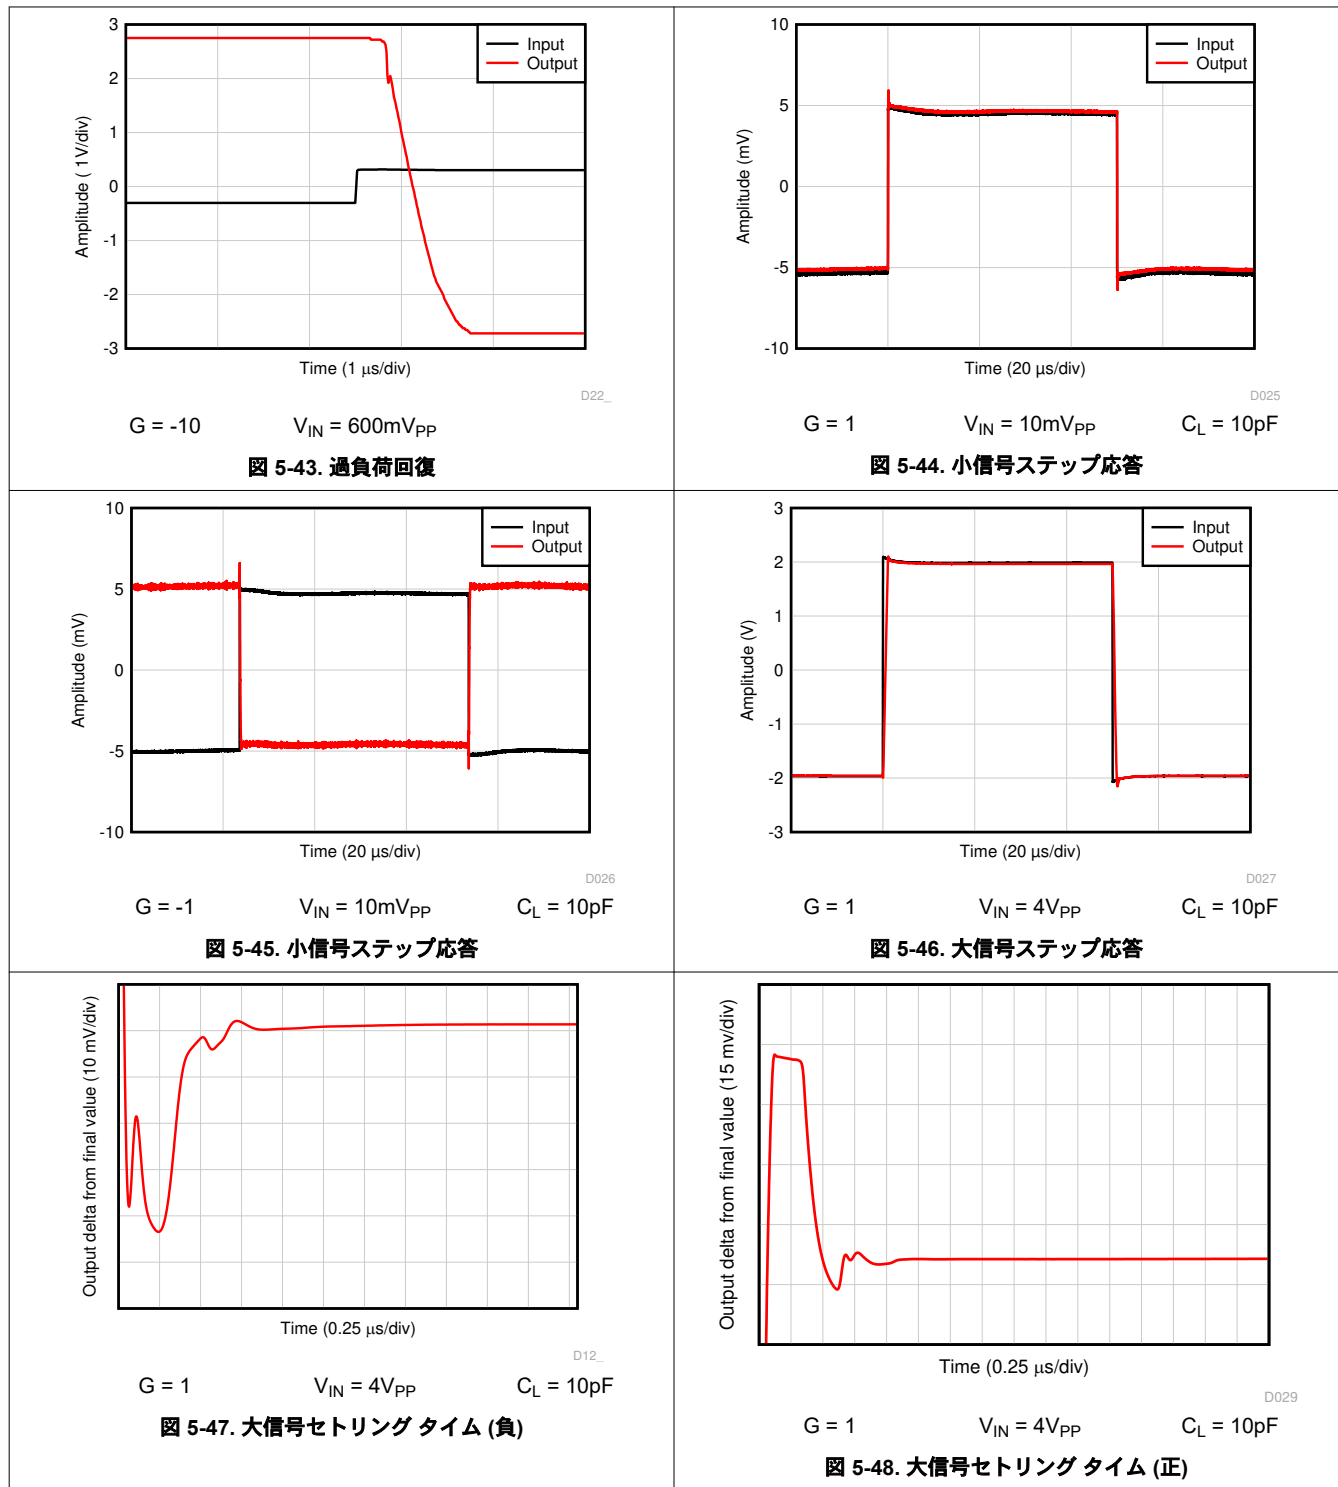 3
2
1
0
-1
-2
-3
Amplitude ( 1V/div)
Input
Output
Time (1 μs/div)
D22_
G = -10 V_IN = 600mV_PP
図 5-43. 過負荷回復
10
5
0
-5
-10
Amplitude (mV)
Input
Output
Time (20 μs/div)
D025
G = 1 V_IN = 10mV_PP C_L = 10pF
図 5-44. 小信号ステップ応答
10
5
0
-5
-10
Amplitude (mV)
Input
Output
Time (20 μs/div)
D026
G = -1 V_IN = 10mV_PP C_L = 10pF
図 5-45. 小信号ステップ応答
3
2
1
0
-1
-2
-3
Amplitude (V)
Input
Output
Time (20 μs/div)
D027
G = 1 V_IN = 4V_PP C_L = 10pF
図 5-46. 大信号ステップ応答
Output delta from final value (10 mV/div)
Time (0.25 μs/div)
D12_
G = 1 V_IN = 4V_PP C_L = 10pF
図 5-47. 大信号セトリング タイム (負)
Output delta from final value (15 mv/div)
Time (0.25 μs/div)
D029
G = 1 V_IN = 4V_PP C_L = 10pF
図 5-48. 大信号セトリング タイム (正)